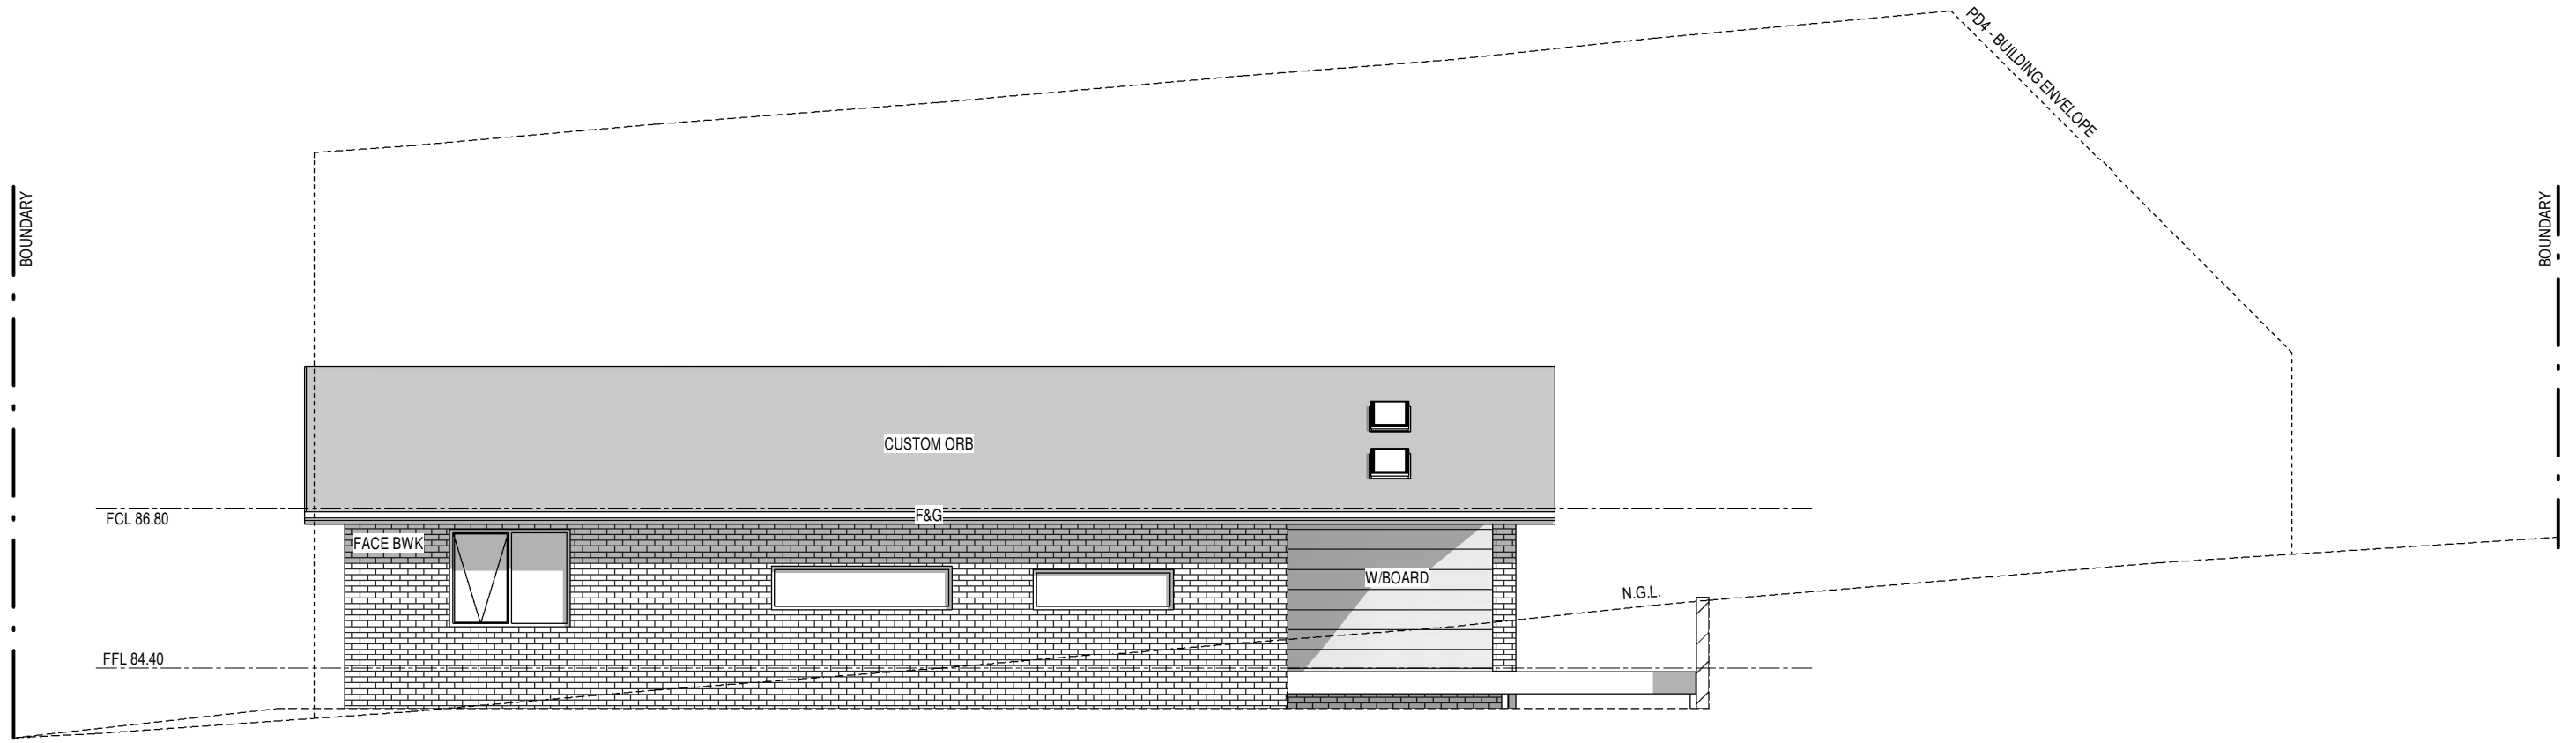 PD4 - BUILDING ENVELOPE
BOUNDARY
BOUNDARY
CUSTOM ORB
FCL 86.80
F&G
FACE BWK
W/BOARD
N.G.L.
FFL 84.40